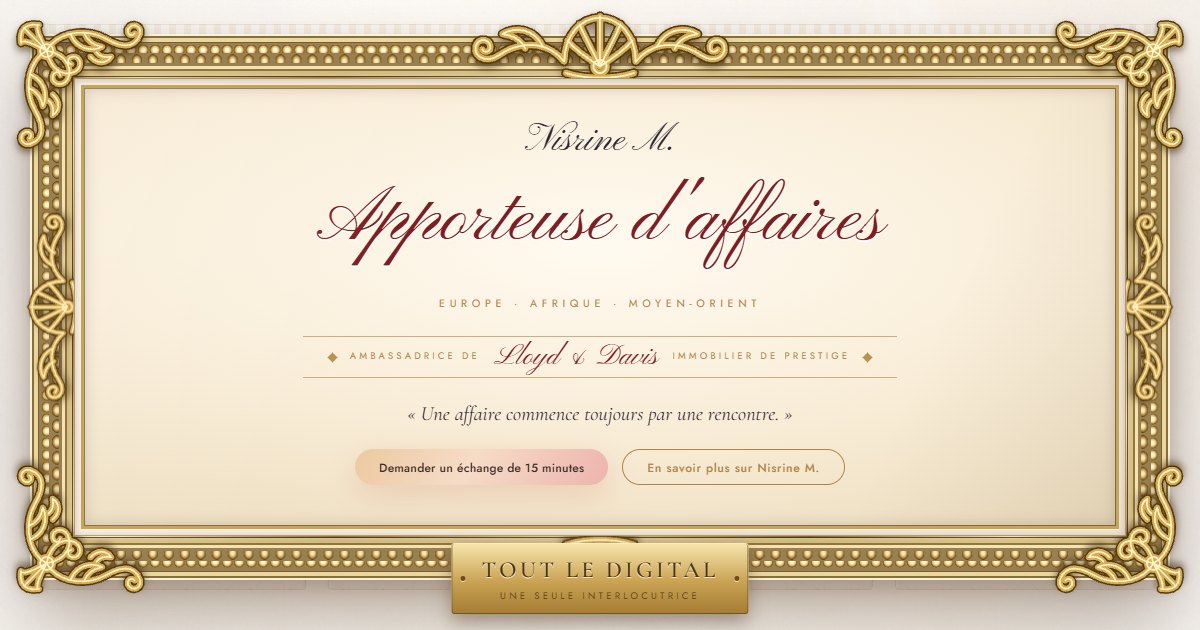 Nisrine M.
Apporteuse d'affaires
EUROPE · AFRIQUE · MOYEN-ORIENT
◆ AMBASSADRICE DE Lloyd & Davis IMMOBILIER DE PRESTIGE ◆
« Une affaire commence toujours par une rencontre. »
Demander un échange de 15 minutes En savoir plus sur Nisrine M.
TOUT LE DIGITAL
UNE SEULE INTERLOCUTRICE